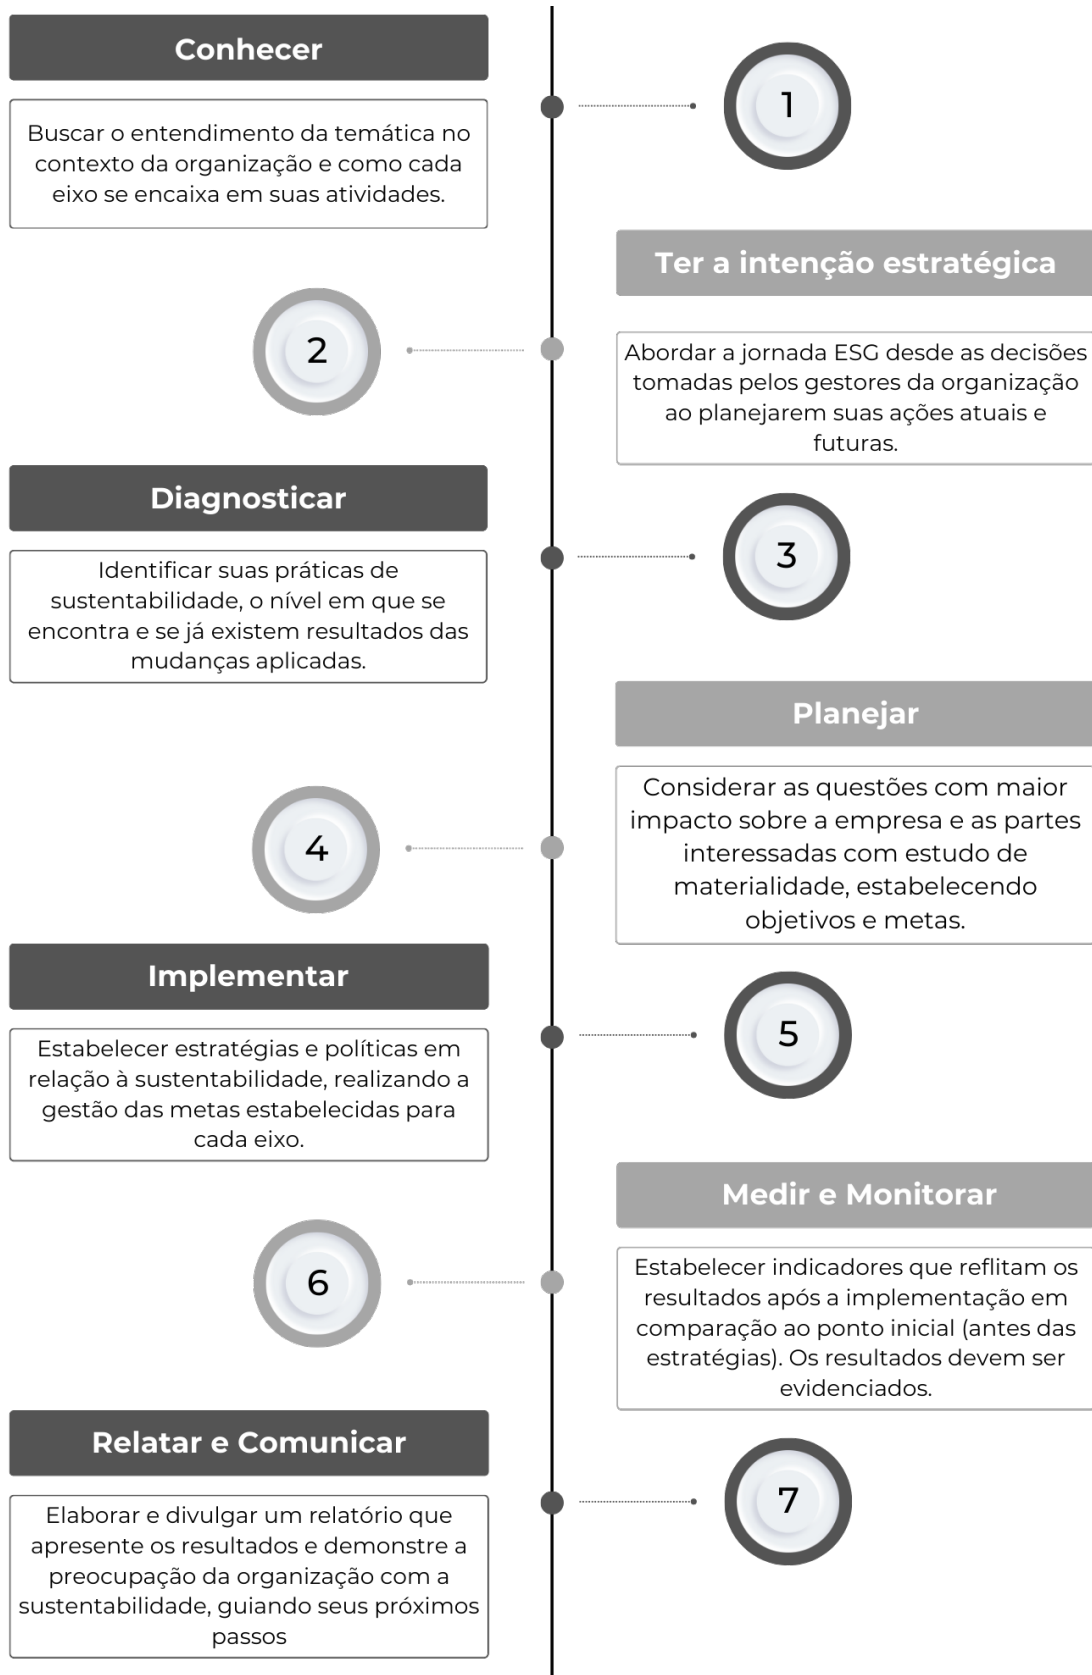 Conhecer
1
Buscar o entendimento da temática no
contexto da organização e como cada
eixo se encaixa em suas atividades.
Ter a intenção estratégica
2
Abordar a jornada ESG desde as decisões
tomadas pelos gestores da organização
ao planejarem suas ações atuais e
futuras.
Diagnosticar
3
Identificar suas práticas de
sustentabilidade, o nível em que se
encontra e se já existem resultados das
mudanças aplicadas.
Planejar
4
Considerar as questões com maior
impacto sobre a empresa e as partes
interessadas com estudo de
materialidade, estabelecendo
objetivos e metas.
Implementar
5
Estabelecer estratégias e políticas em
relação à sustentabilidade, realizando a
gestão das metas estabelecidas para
cada eixo.
Medir e Monitorar
6
Estabelecer indicadores que reflitam os
resultados após a implementação em
comparação ao ponto inicial (antes das
estratégias). Os resultados devem ser
evidenciados.
Relatar e Comunicar
7
Elaborar e divulgar um relatório que
apresente os resultados e demonstre a
preocupação da organização com a
sustentabilidade, guiando seus próximos
passos